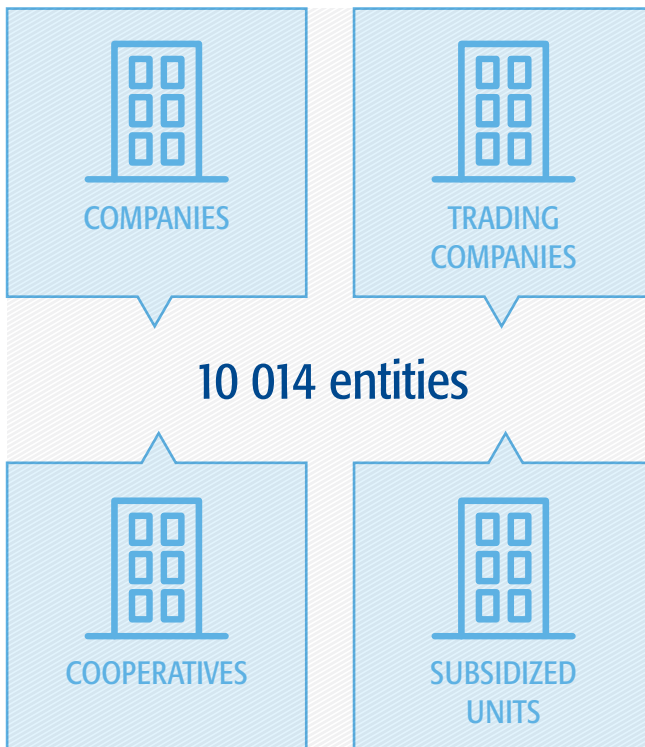 COMPANIES
TRADING
COMPANIES
10 014 entities
COOPERATIVES
SUBSIDIZED
UNITS